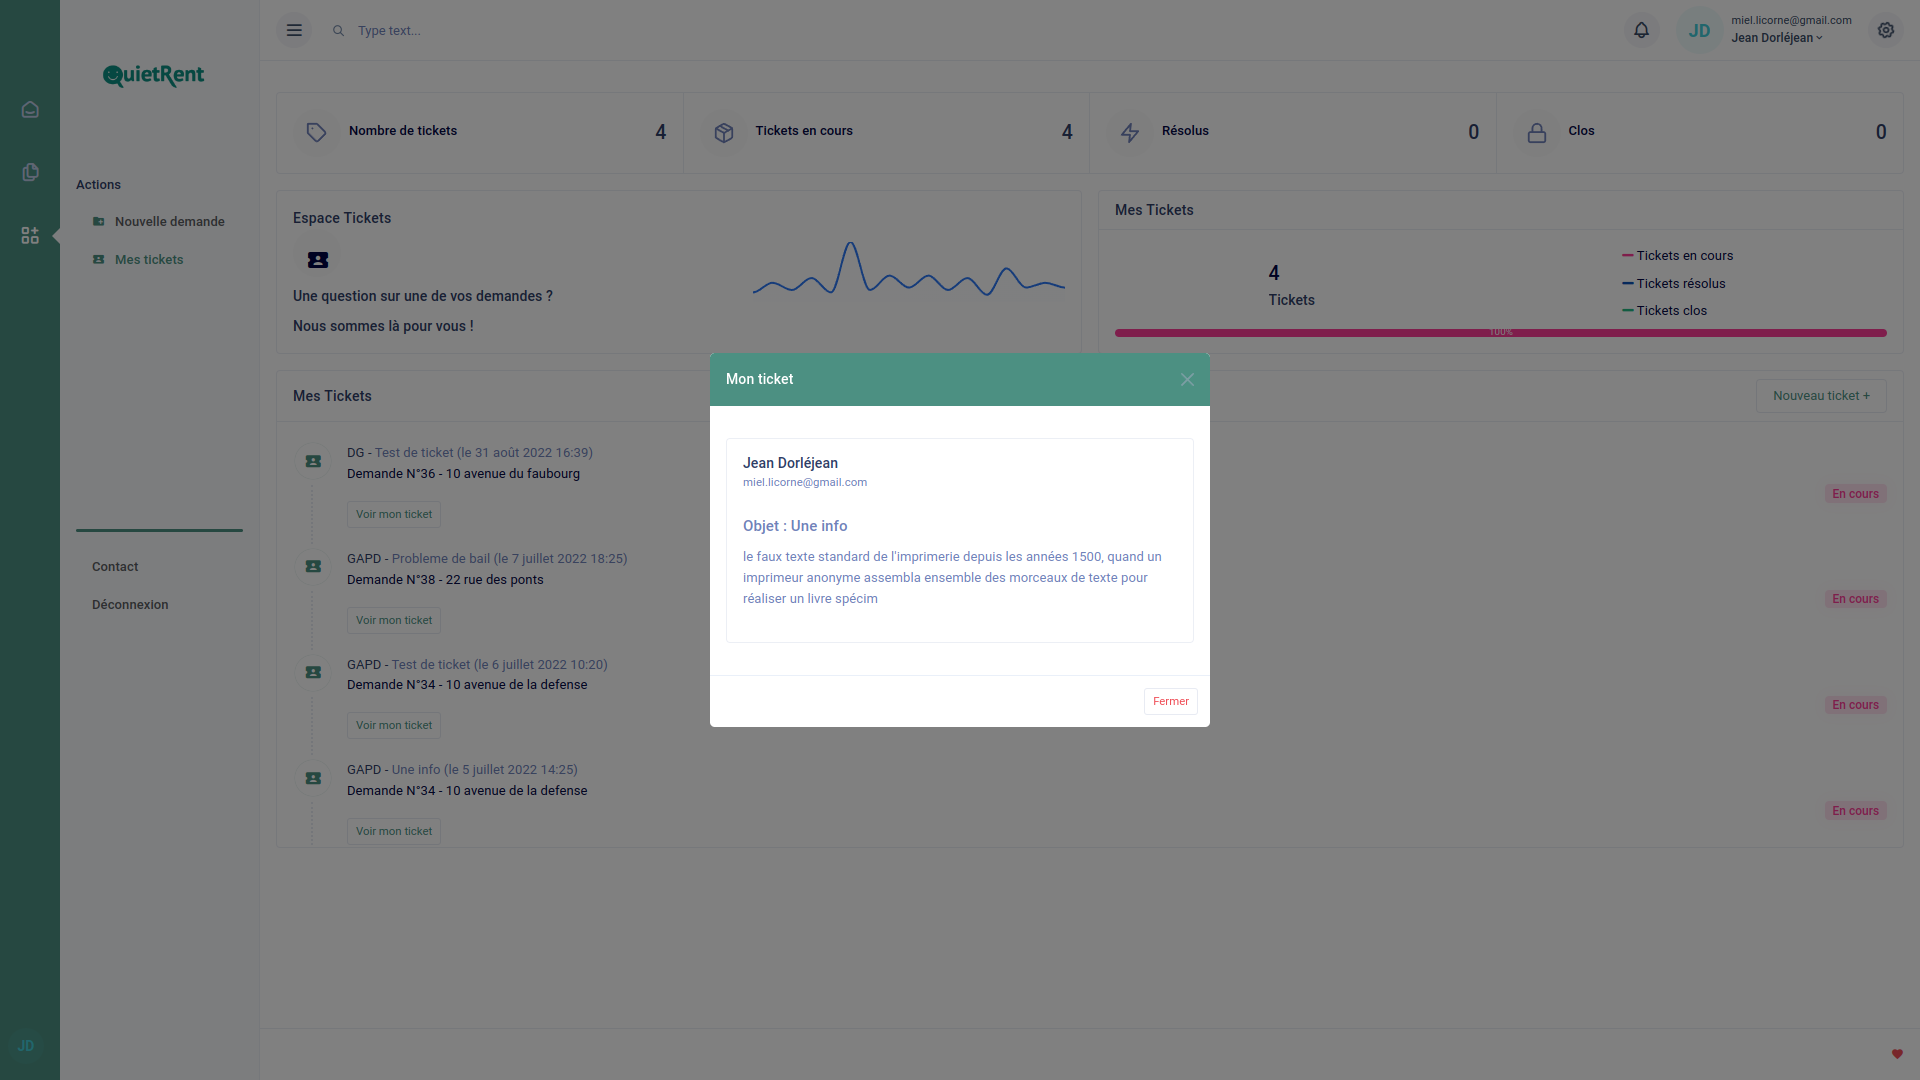 QuietRent
Type text...
JD
miel.licorne@gmail.com
Jean Dorléjean
Actions
Nouvelle demande
Mes tickets
Contact
Déconnexion
JD
Nombre de tickets
4
Tickets en cours
4
Résolus
0
Clos
0
Espace Tickets
Une question sur une de vos demandes ?
Nous sommes là pour vous !
Mes Tickets
4
Tickets
Tickets en cours
Tickets résolus
Tickets clos
100%
Mes Tickets
Nouveau ticket +
DG - Test de ticket (le 31 août 2022 16:39)
Demande N°36 - 10 avenue du faubourg
Voir mon ticket
En cours
GAPD - Probleme de bail (le 7 juillet 2022 18:25)
Demande N°38 - 22 rue des ponts
Voir mon ticket
En cours
GAPD - Test de ticket (le 6 juillet 2022 10:20)
Demande N°34 - 10 avenue de la defense
Voir mon ticket
En cours
GAPD - Une info (le 5 juillet 2022 14:25)
Demande N°34 - 10 avenue de la defense
Voir mon ticket
En cours
Mon ticket
Jean Dorléjean
miel.licorne@gmail.com
Objet : Une info
le faux texte standard de l'imprimerie depuis les années 1500, quand un
imprimeur anonyme assembla ensemble des morceaux de texte pour
réaliser un livre spécim
Fermer